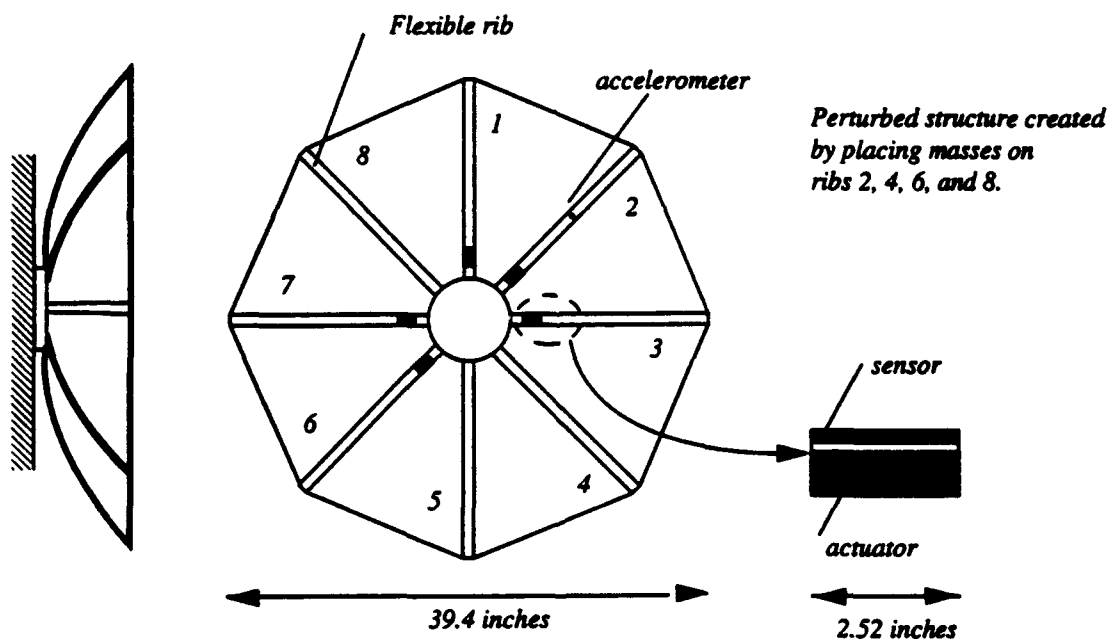 Flexible rib
accelerometer
Perturbed structure created
by placing masses on
ribs 2, 4, 6, and 8.
1
8
2
7
3
sensor
6
5
4
actuator
39.4 inches
2.52 inches